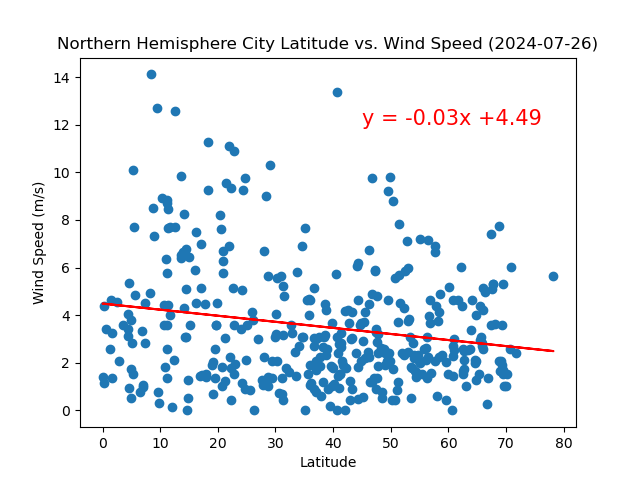 Northern Hemisphere City Latitude vs. Wind Speed (2024-07-26)
y = -0.03x +4.49
14
12
10
8
6
4
2
0
Wind Speed (m/s)
0 10 20 30 40 50 60 70 80
Latitude